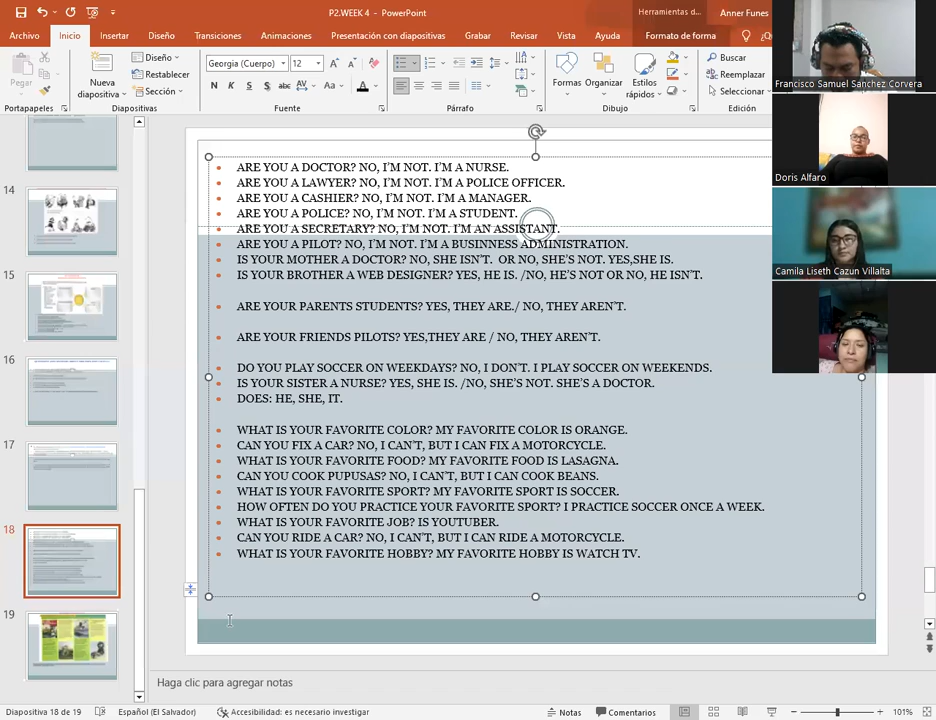 P2.WEEK 4 - PowerPoint
Herramientas d...
Anner Funes
Archivo
Inicio
Insertar
Diseño
Transiciones
Animaciones
Presentación con diapositivas
Grabar
Revisar
Vista
Ayuda
Formato de forma
Pegar
Nueva
diapositiva
Diseño
Restablecer
Sección
Georgia (Cuerpo)
12
N K S abc AV Aa A
Formas
Organizar
Estilos
rápidos
Buscar
Reemplazar
Seleccionar
Portapapeles
Diapositivas
Fuente
Párrafo
Dibujo
Edición
Francisco Samuel Sanchez Corvera
Doris Alfaro
Camila Liseth Cazun Villalta
14
15
16
17
18
19
ARE YOU A DOCTOR? NO, I'M NOT. I'M A NURSE.
ARE YOU A LAWYER? NO, I'M NOT. I'M A POLICE OFFICER.
ARE YOU A CASHIER? NO, I'M NOT. I'M A MANAGER.
ARE YOU A POLICE? NO, I'M NOT. I'M A STUDENT.
ARE YOU A SECRETARY? NO, I'M NOT. I'M AN ASSISTANT.
ARE YOU A PILOT? NO, I'M NOT. I'M A BUSINNESS ADMINISTRATION.
IS YOUR MOTHER A DOCTOR? NO, SHE ISN'T. OR NO, SHE'S NOT. YES,SHE IS.
IS YOUR BROTHER A WEB DESIGNER? YES, HE IS. /NO, HE'S NOT OR NO, HE ISN'T.
ARE YOUR PARENTS STUDENTS? YES, THEY ARE./ NO, THEY AREN'T.
ARE YOUR FRIENDS PILOTS? YES,THEY ARE / NO, THEY AREN'T.
DO YOU PLAY SOCCER ON WEEKDAYS? NO, I DON'T. I PLAY SOCCER ON WEEKENDS.
IS YOUR SISTER A NURSE? YES, SHE IS. /NO, SHE'S NOT. SHE'S A DOCTOR.
DOES: HE, SHE, IT.
WHAT IS YOUR FAVORITE COLOR? MY FAVORITE COLOR IS ORANGE.
CAN YOU FIX A CAR? NO, I CAN'T, BUT I CAN FIX A MOTORCYCLE.
WHAT IS YOUR FAVORITE FOOD? MY FAVORITE FOOD IS LASAGNA.
CAN YOU COOK PUPUSAS? NO, I CAN'T, BUT I CAN COOK BEANS.
WHAT IS YOUR FAVORITE SPORT? MY FAVORITE SPORT IS SOCCER.
HOW OFTEN DO YOU PRACTICE YOUR FAVORITE SPORT? I PRACTICE SOCCER ONCE A WEEK.
WHAT IS YOUR FAVORITE JOB? IS YOUTUBER.
CAN YOU RIDE A CAR? NO, I CAN'T, BUT I CAN RIDE A MOTORCYCLE.
WHAT IS YOUR FAVORITE HOBBY? MY FAVORITE HOBBY IS WATCH TV.
Haga clic para agregar notas
Diapositiva 18 de 19
Español (El Salvador)
Accesibilidad: es necesario investigar
Notas
Comentarios
101%